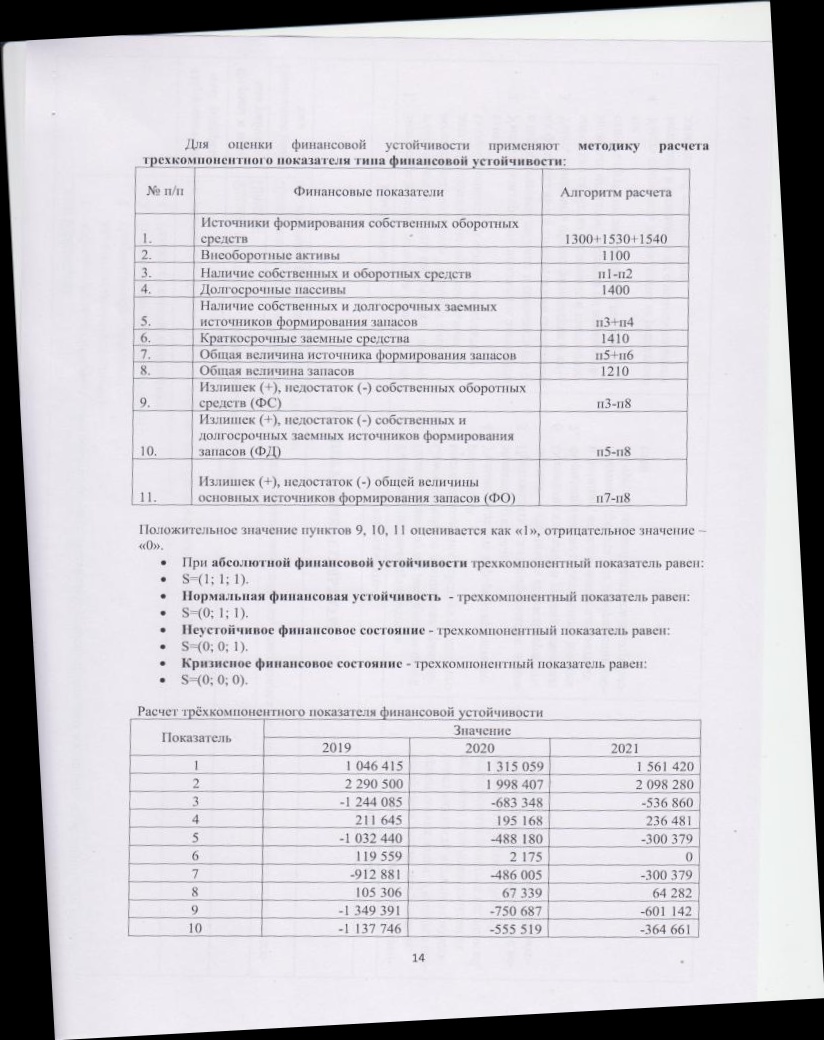 Для оценки финансовой устойчивости применяют методику расчета
трехкомпонентного показателя типа финансовой устойчивости:
№ п/п Финансовые показатели Алгоритм расчета
Источники формирования собственных оборотных
1. средств 1300+1530+1540
2. Внеоборотные активы 1100
3. Наличие собственных и оборотных средств п1-п2
4. Долгосрочные пассивы 1400
Наличие собственных и долгосрочных заемных
5. источников формирования запасов п3+п4
6. Краткосрочные заемные средства 1410
7. Общая величина источника формирования запасов п5+п6
8. Общая величина запасов 1210
Излишек (+), недостаток (-) собственных оборотных
9. средств (ФС) п3-п8
Излишек (+), недостаток (-) собственных и
долгосрочных заемных источников формирования
10. запасов (ФД) п5-п8
Излишек (+), недостаток (-) общей величины
11. основных источников формирования запасов (ФО) п7-п8
Положительное значение пунктов 9, 10, 11 оценивается как «1», отрицательное значение –
«0».
• При абсолютной финансовой устойчивости трехкомпонентный показатель равен:
• S=(1; 1; 1).
• Нормальная финансовая устойчивость - трехкомпонентный показатель равен:
• S=(0; 1; 1).
• Неустойчивое финансовое состояние - трехкомпонентный показатель равен:
• S=(0; 0; 1).
• Кризисное финансовое состояние - трехкомпонентный показатель равен:
• S=(0; 0; 0).
Расчет трёхкомпонентного показателя финансовой устойчивости
Показатель Значение
2019 2020 2021
1 1 046 415 1 315 059 1 561 420
2 2 290 500 1 998 407 2 098 280
3 -1 244 085 -683 348 -536 860
4 211 645 195 168 236 481
5 -1 032 440 -488 180 -300 379
6 119 559 2 175 0
7 -912 881 -486 005 -300 379
8 105 306 67 339 64 282
9 -1 349 391 -750 687 -601 142
10 -1 137 746 -555 519 -364 661
14